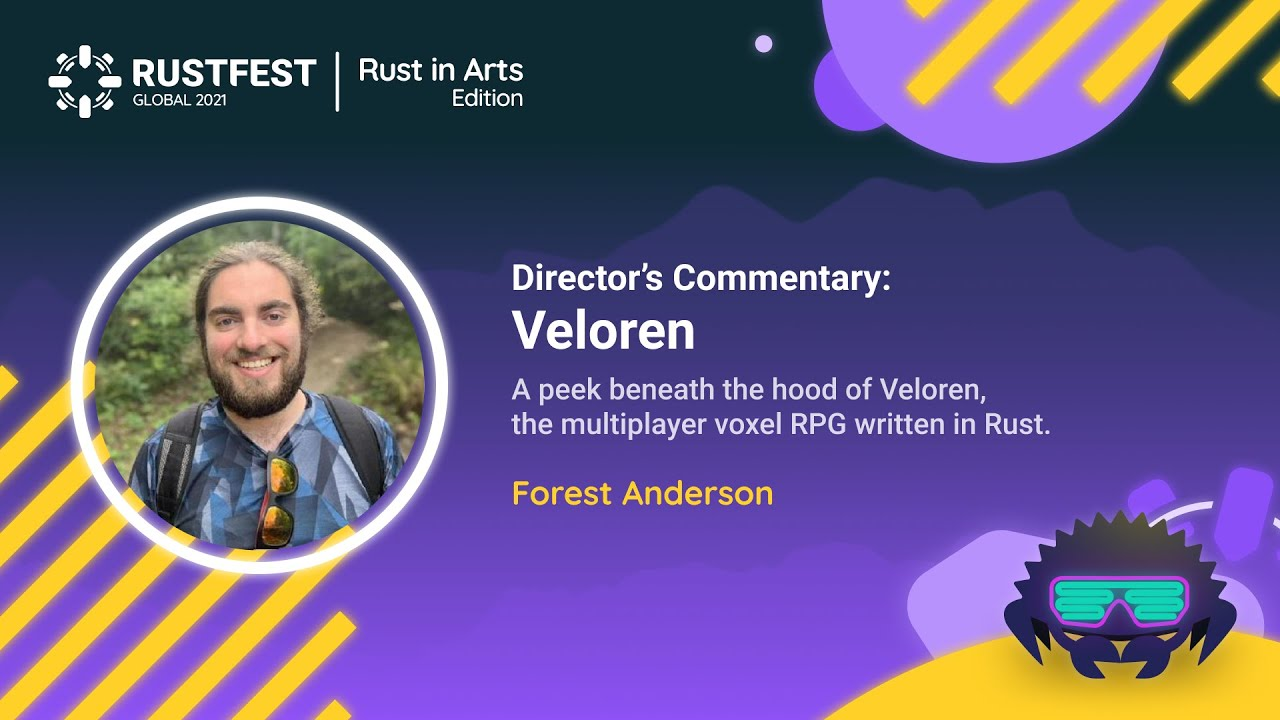 RUSTFEST
GLOBAL 2021
Rust in Arts
Edition
Director’s Commentary:
Veloren
A peek beneath the hood of Veloren,
the multiplayer voxel RPG written in Rust.
Forest Anderson